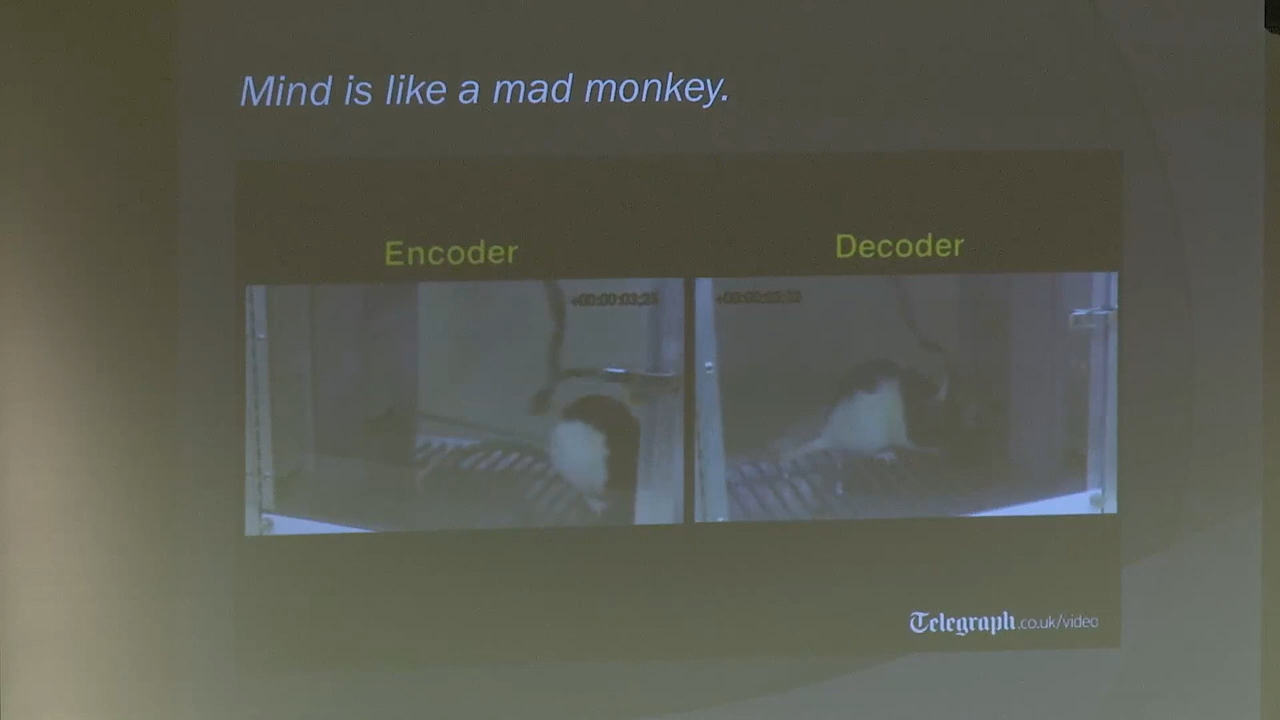 Mind is like a mad monkey.
Encoder
Decoder
Telegraph.co.uk/video